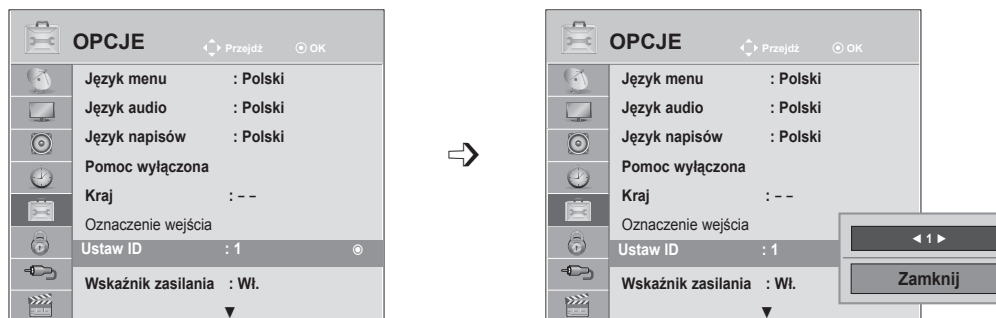 OPCJE Przejdź OK
Język menu : Polski
Język audio : Polski
Język napisów : Polski
Pomoc wyłączona
Kraj : – –
Oznaczenie wejścia
Ustaw ID : 1
Wskaźnik zasilania : Wł.
OPCJE Przejdź OK
Język menu : Polski
Język audio : Polski
Język napisów : Polski
Pomoc wyłączona
Kraj : – –
Oznaczenie wejścia
Ustaw ID : 1
Wskaźnik zasilania : Wł.
◄ 1 ►
Zamknij